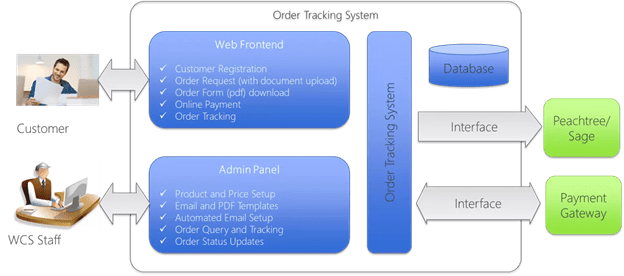 Order Tracking System
Web Frontend
✓ Customer Registration
✓ Order Request (with document upload)
✓ Order Form (pdf) download
✓ Online Payment
✓ Order Tracking
Customer
Admin Panel
✓ Product and Price Setup
✓ Email and PDF Templates
✓ Automated Email Setup
✓ Order Query and Tracking
✓ Order Status Updates
WCS Staff
Order Tracking System
Database
Interface
Peachtree/
Sage
Interface
Payment
Gateway